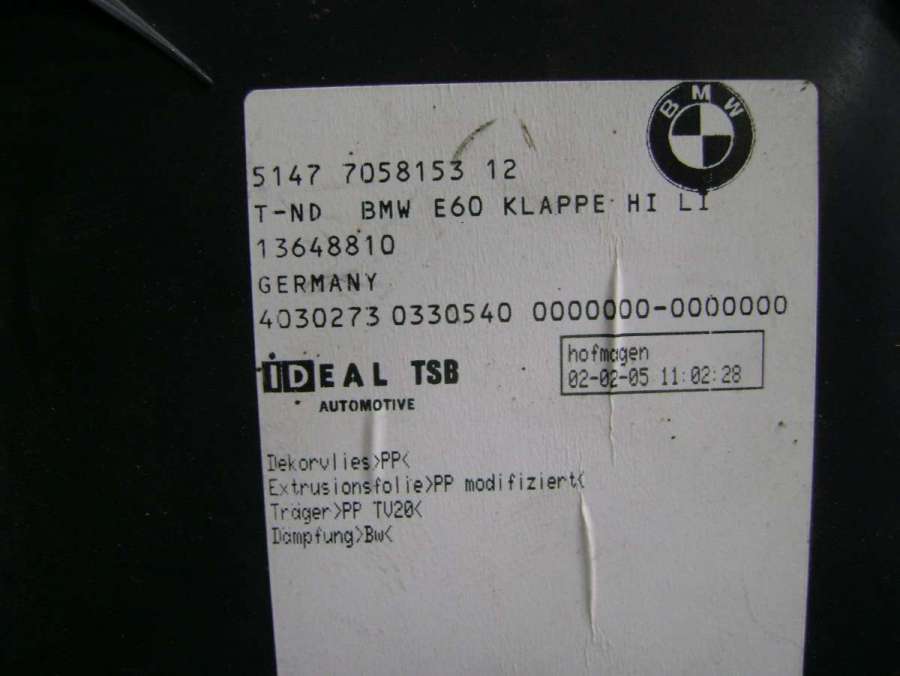 BMW
5147 7058153 12
T-ND BMW E60 KLAPPE HI LI
13648810
GERMANY
4030273 0330540 0000000-0000000
IDEAL TSB
AUTOMOTIVE
hofmagen
02-02-05 11:02:28
Dekorvlies>PP<
Extrusionsfolie>PP modifiziert<
Träger>PP TV20<
Dämpfung>Bw<